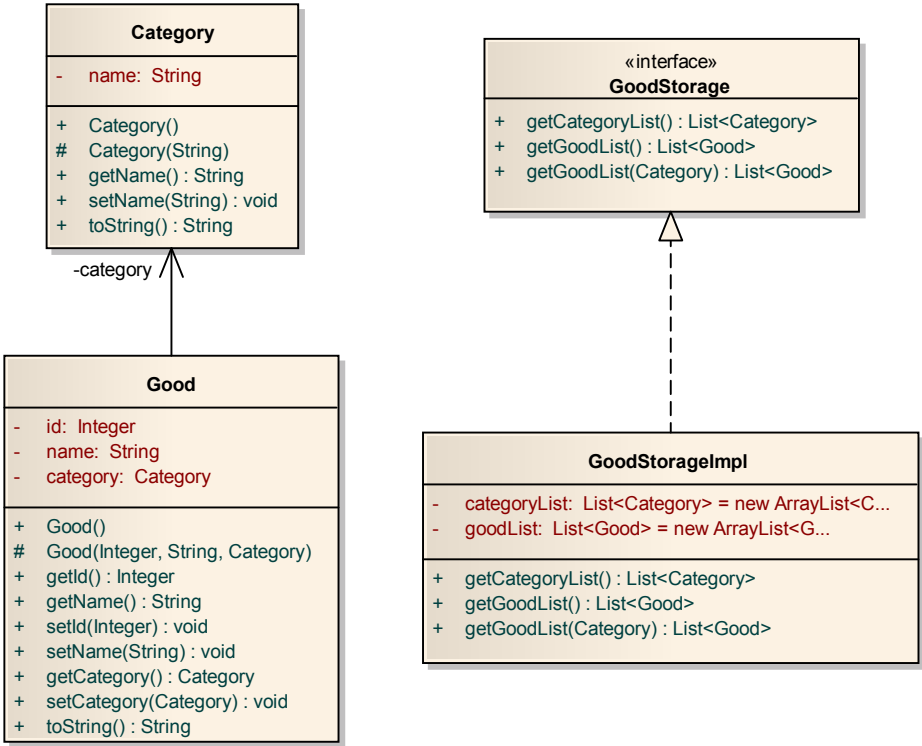 Category
- name: String
+ Category()
# Category(String)
+ getName() : String
+ setName(String) : void
+ toString() : String
-category
Good
- id: Integer
- name: String
- category: Category
+ Good()
# Good(Integer, String, Category)
+ getId() : Integer
+ getName() : String
+ setId(Integer) : void
+ setName(String) : void
+ getCategory() : Category
+ setCategory(Category) : void
+ toString() : String
«interface»
GoodStorage
+ getCategoryList() : List<Category>
+ getGoodList() : List<Good>
+ getGoodList(Category) : List<Good>
GoodStorageImpl
- categoryList: List<Category> = new ArrayList<C...
- goodList: List<Good> = new ArrayList<G...
+ getCategoryList() : List<Category>
+ getGoodList() : List<Good>
+ getGoodList(Category) : List<Good>